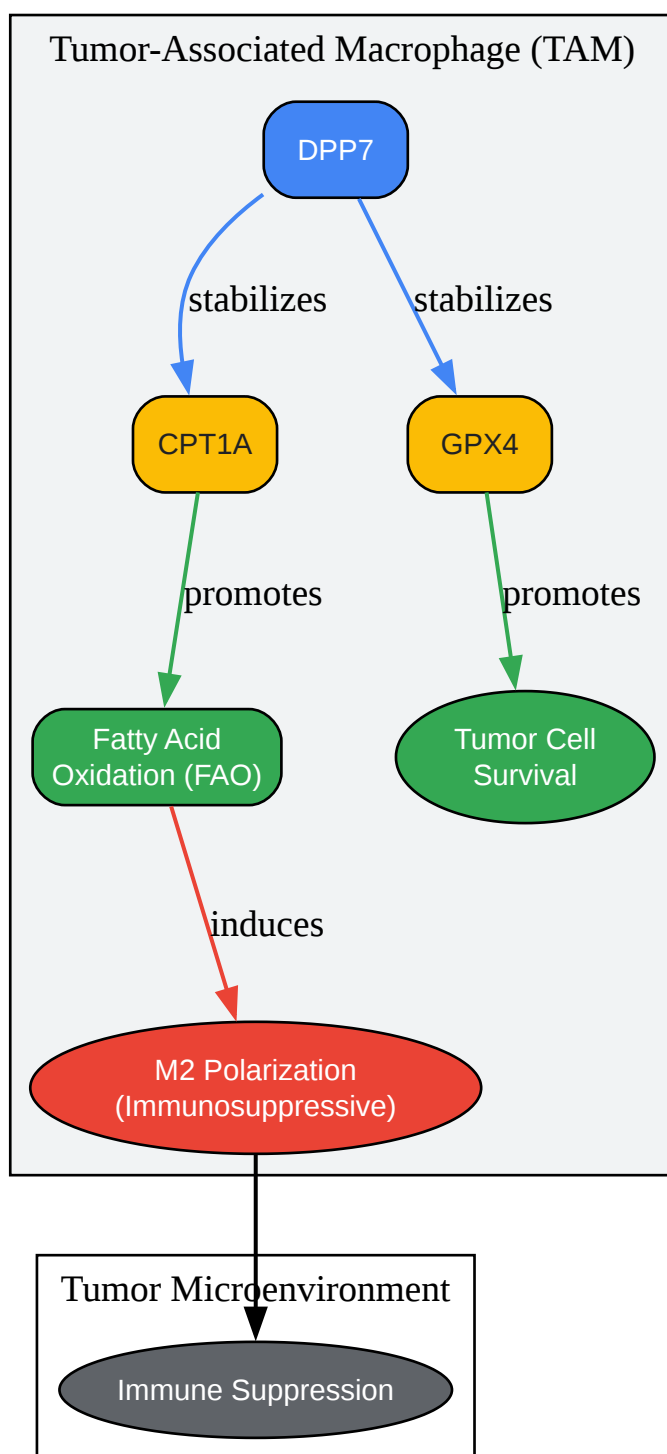 Tumor-Associated Macrophage (TAM)
DPP7
stabilizes
stabilizes
CPT1A
GPX4
promotes
promotes
Fatty Acid
Oxidation (FAO)
Tumor Cell
Survival
induces
M2 Polarization
(Immunosuppressive)
Tumor Microenvironment
Immune Suppression